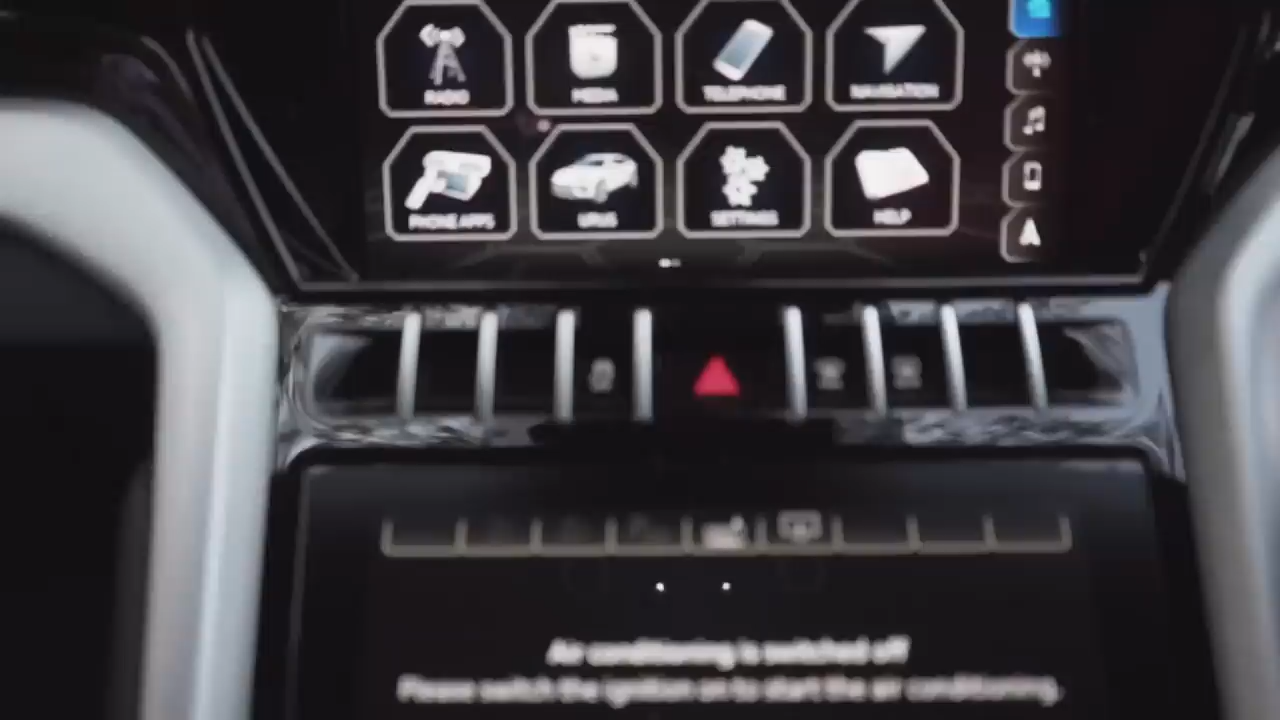 RADIO
MEDIA
TELEPHONE
NAVIGATION
PHONE APPS
URUS
SETTINGS
HELP
Air conditioning is switched off
Please switch the ignition on to start the air conditioning.